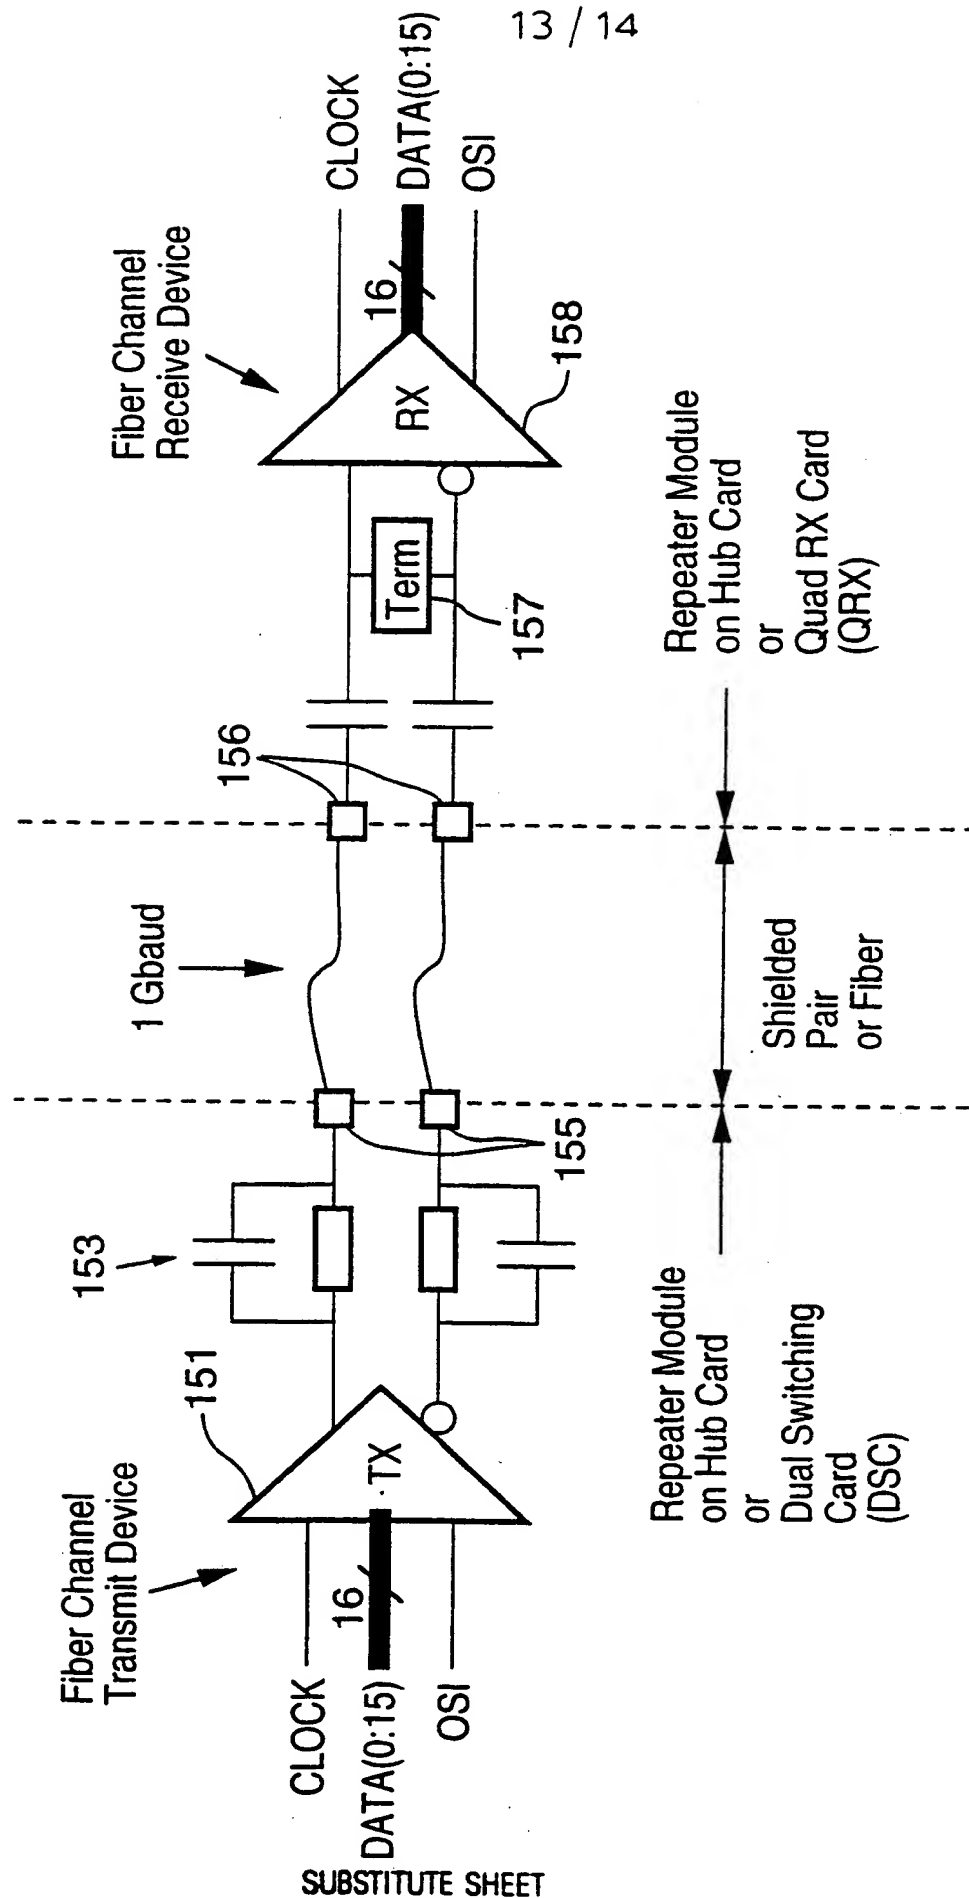 13 / 14
Fiber Channel
Transmit Device
151
153
1 Gbaud
156
Fiber Channel
Receive Device
CLOCK
DATA(0:15)
OSI
16
TX
155
Term
157
RX
158
16
CLOCK
DATA(0:15)
OSI
Repeater Module
on Hub Card
or
Dual Switching
Card
(DSC)
Shielded
Pair
or Fiber
Repeater Module
on Hub Card
or
Quad RX Card
(QRX)
SUBSTITUTE SHEET